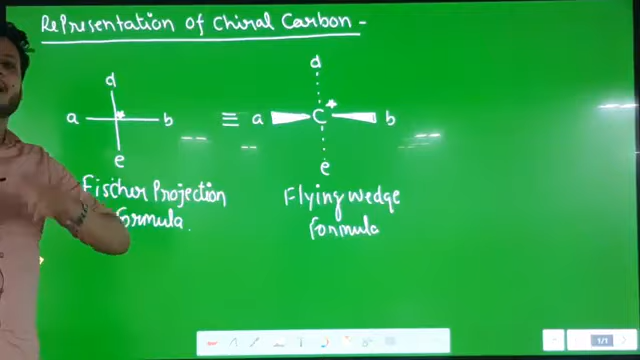 Representation of Chiral Carbon -
d
a * b
e
Fischer Projection
Formula.
≡
d
a C * b
e
Flying Wedge
Formula
1/1